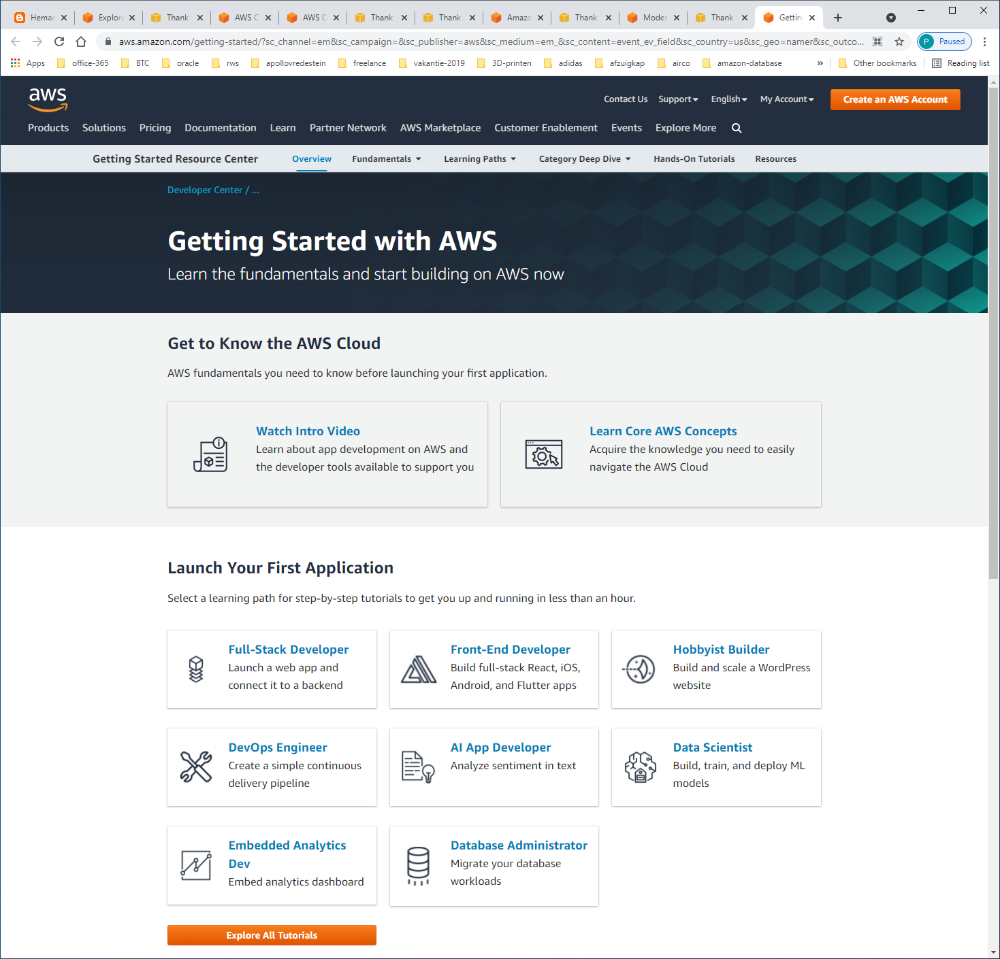 Hemar
Explore
Thank
AWS C
AWS C
Thank
Thank
Amazo
Thank
Moder
Thank
Getting
aws.amazon.com/getting-started/?sc_channel=em&sc_campaign=&sc_publisher=aws&sc_medium=em_&sc_content=event_ev_field&sc_country=us&sc_geo=namer&sc_outco...
P Paused
Apps office-365 BTC oracle rws apollovredestein freelance vakantie-2019 3D-printen adidas afzuigkap airco amazon-database » Other bookmarks Reading list
aws
Contact Us Support English My Account Create an AWS Account
Products Solutions Pricing Documentation Learn Partner Network AWS Marketplace Customer Enablement Events Explore More
Getting Started Resource Center Overview Fundamentals Learning Paths Category Deep Dive Hands-On Tutorials Resources
Developer Center / ...
Getting Started with AWS
Learn the fundamentals and start building on AWS now
Get to Know the AWS Cloud
AWS fundamentals you need to know before launching your first application.
Watch Intro Video
Learn about app development on AWS and
the developer tools available to support you
Learn Core AWS Concepts
Acquire the knowledge you need to easily
navigate the AWS Cloud
Launch Your First Application
Select a learning path for step-by-step tutorials to get you up and running in less than an hour.
Full-Stack Developer
Launch a web app and
connect it to a backend
Front-End Developer
Build full-stack React, iOS,
Android, and Flutter apps
Hobbyist Builder
Build and scale a WordPress
website
DevOps Engineer
Create a simple continuous
delivery pipeline
AI App Developer
Analyze sentiment in text
Data Scientist
Build, train, and deploy ML
models
Embedded Analytics
Dev
Embed analytics dashboard
Database Administrator
Migrate your database
workloads
Explore All Tutorials